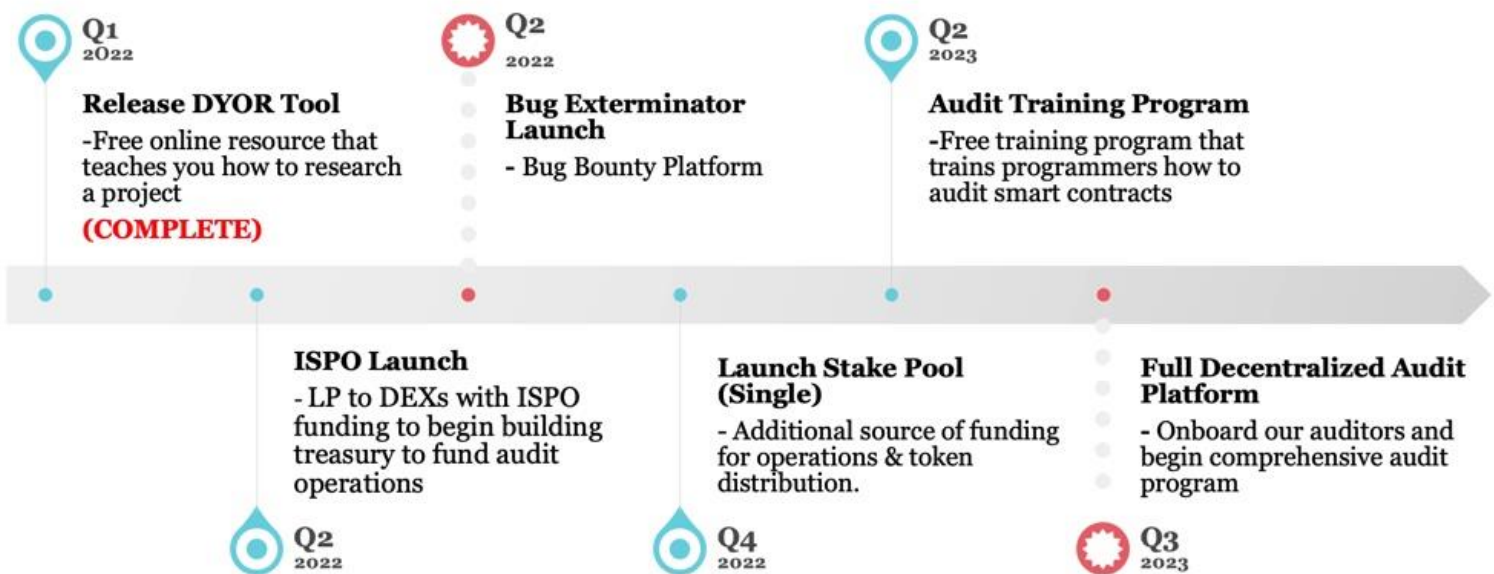 Q1
2022
Release DYOR Tool
-Free online resource that
teaches you how to research
a project
(COMPLETE)
Q2
2022
Bug Exterminator
Launch
- Bug Bounty Platform
Q2
2023
Audit Training Program
-Free training program that
trains programmers how to
audit smart contracts
ISPO Launch
- LP to DEXs with ISPO
funding to begin building
treasury to fund audit
operations
Q2
2022
Launch Stake Pool
(Single)
- Additional source of funding
for operations & token
distribution.
Q4
2022
Full Decentralized Audit
Platform
- Onboard our auditors and
begin comprehensive audit
program
Q3
2023